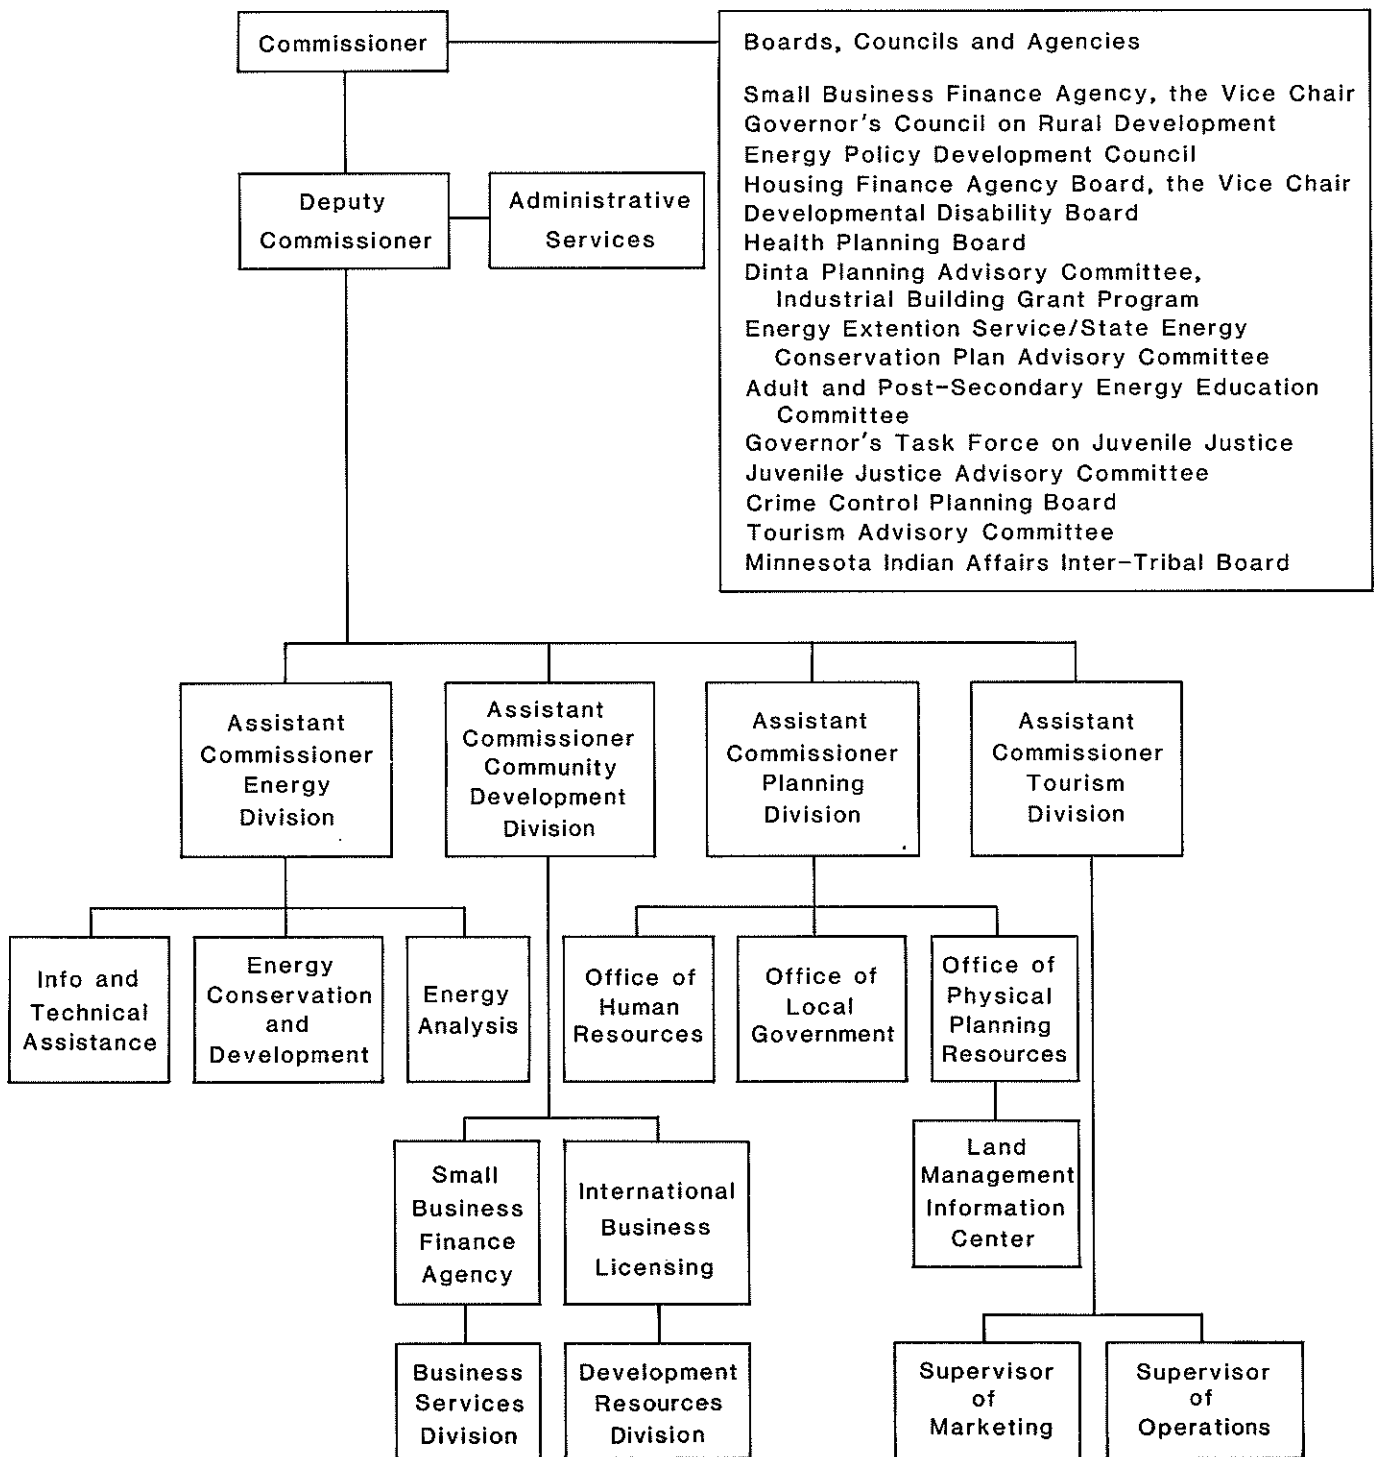 Commissioner
Boards, Councils and Agencies
Small Business Finance Agency, the Vice Chair
Governor's Council on Rural Development
Energy Policy Development Council
Housing Finance Agency Board, the Vice Chair
Developmental Disability Board
Health Planning Board
Dinta Planning Advisory Committee,
Industrial Building Grant Program
Energy Extention Service/State Energy
Conservation Plan Advisory Committee
Adult and Post-Secondary Energy Education
Committee
Governor's Task Force on Juvenile Justice
Juvenile Justice Advisory Committee
Crime Control Planning Board
Tourism Advisory Committee
Minnesota Indian Affairs Inter-Tribal Board
Deputy
Commissioner
Administrative
Services
Assistant
Commissioner
Energy
Division
Assistant
Commissioner
Community
Development
Division
Assistant
Commissioner
Planning
Division
Assistant
Commissioner
Tourism
Division
Info and
Technical
Assistance
Energy
Conservation
and
Development
Energy
Analysis
Office of
Human
Resources
Office of
Local
Government
Office of
Physical
Planning
Resources
Small
Business
Finance
Agency
International
Business
Licensing
Land
Management
Information
Center
Business
Services
Division
Development
Resources
Division
Supervisor
of
Marketing
Supervisor
of
Operations